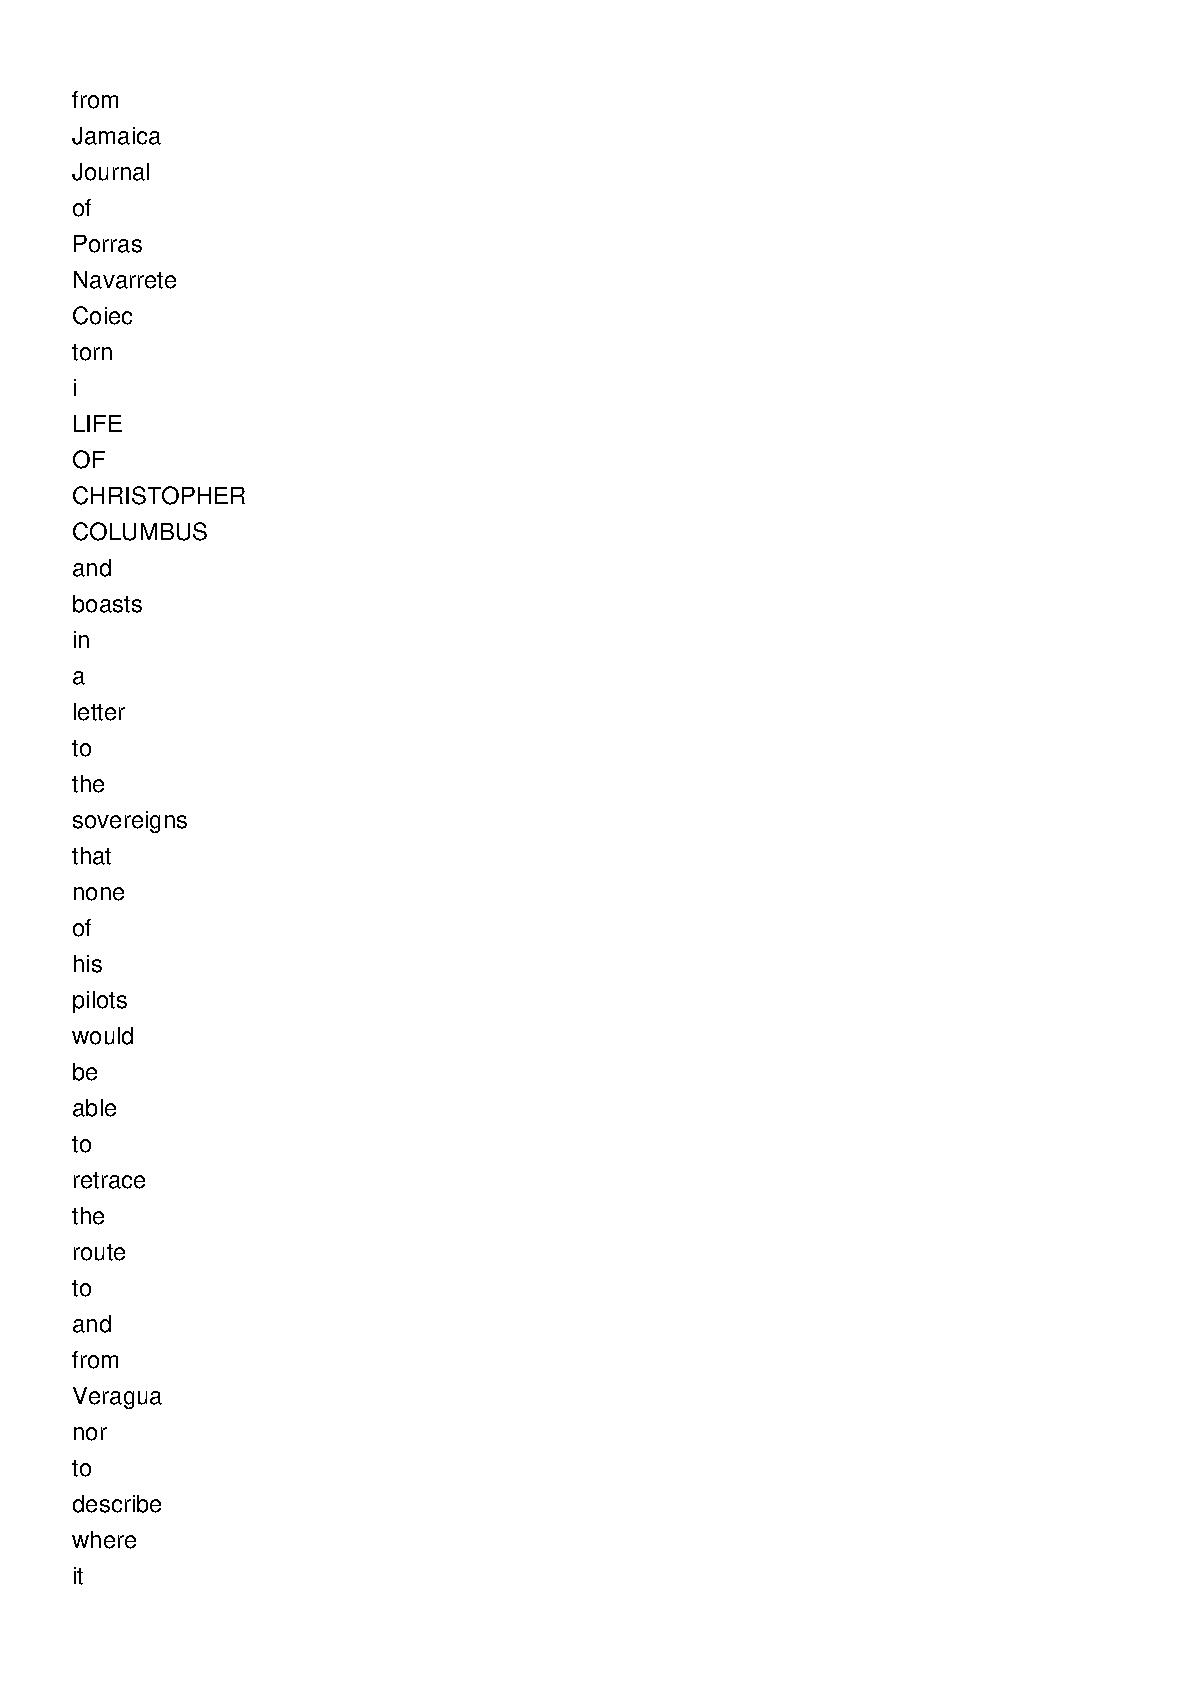 from
Jamaica
Journal
of
Porras
Navarrete
Coiec
torn
i
LIFE
OF
CHRISTOPHER
COLUMBUS
and
boasts
in
a
letter
to
the
sovereigns
that
none
of
his
pilots
would
be
able
to
retrace
the
route
to
and
from
Veragua
nor
to
describe
where
it